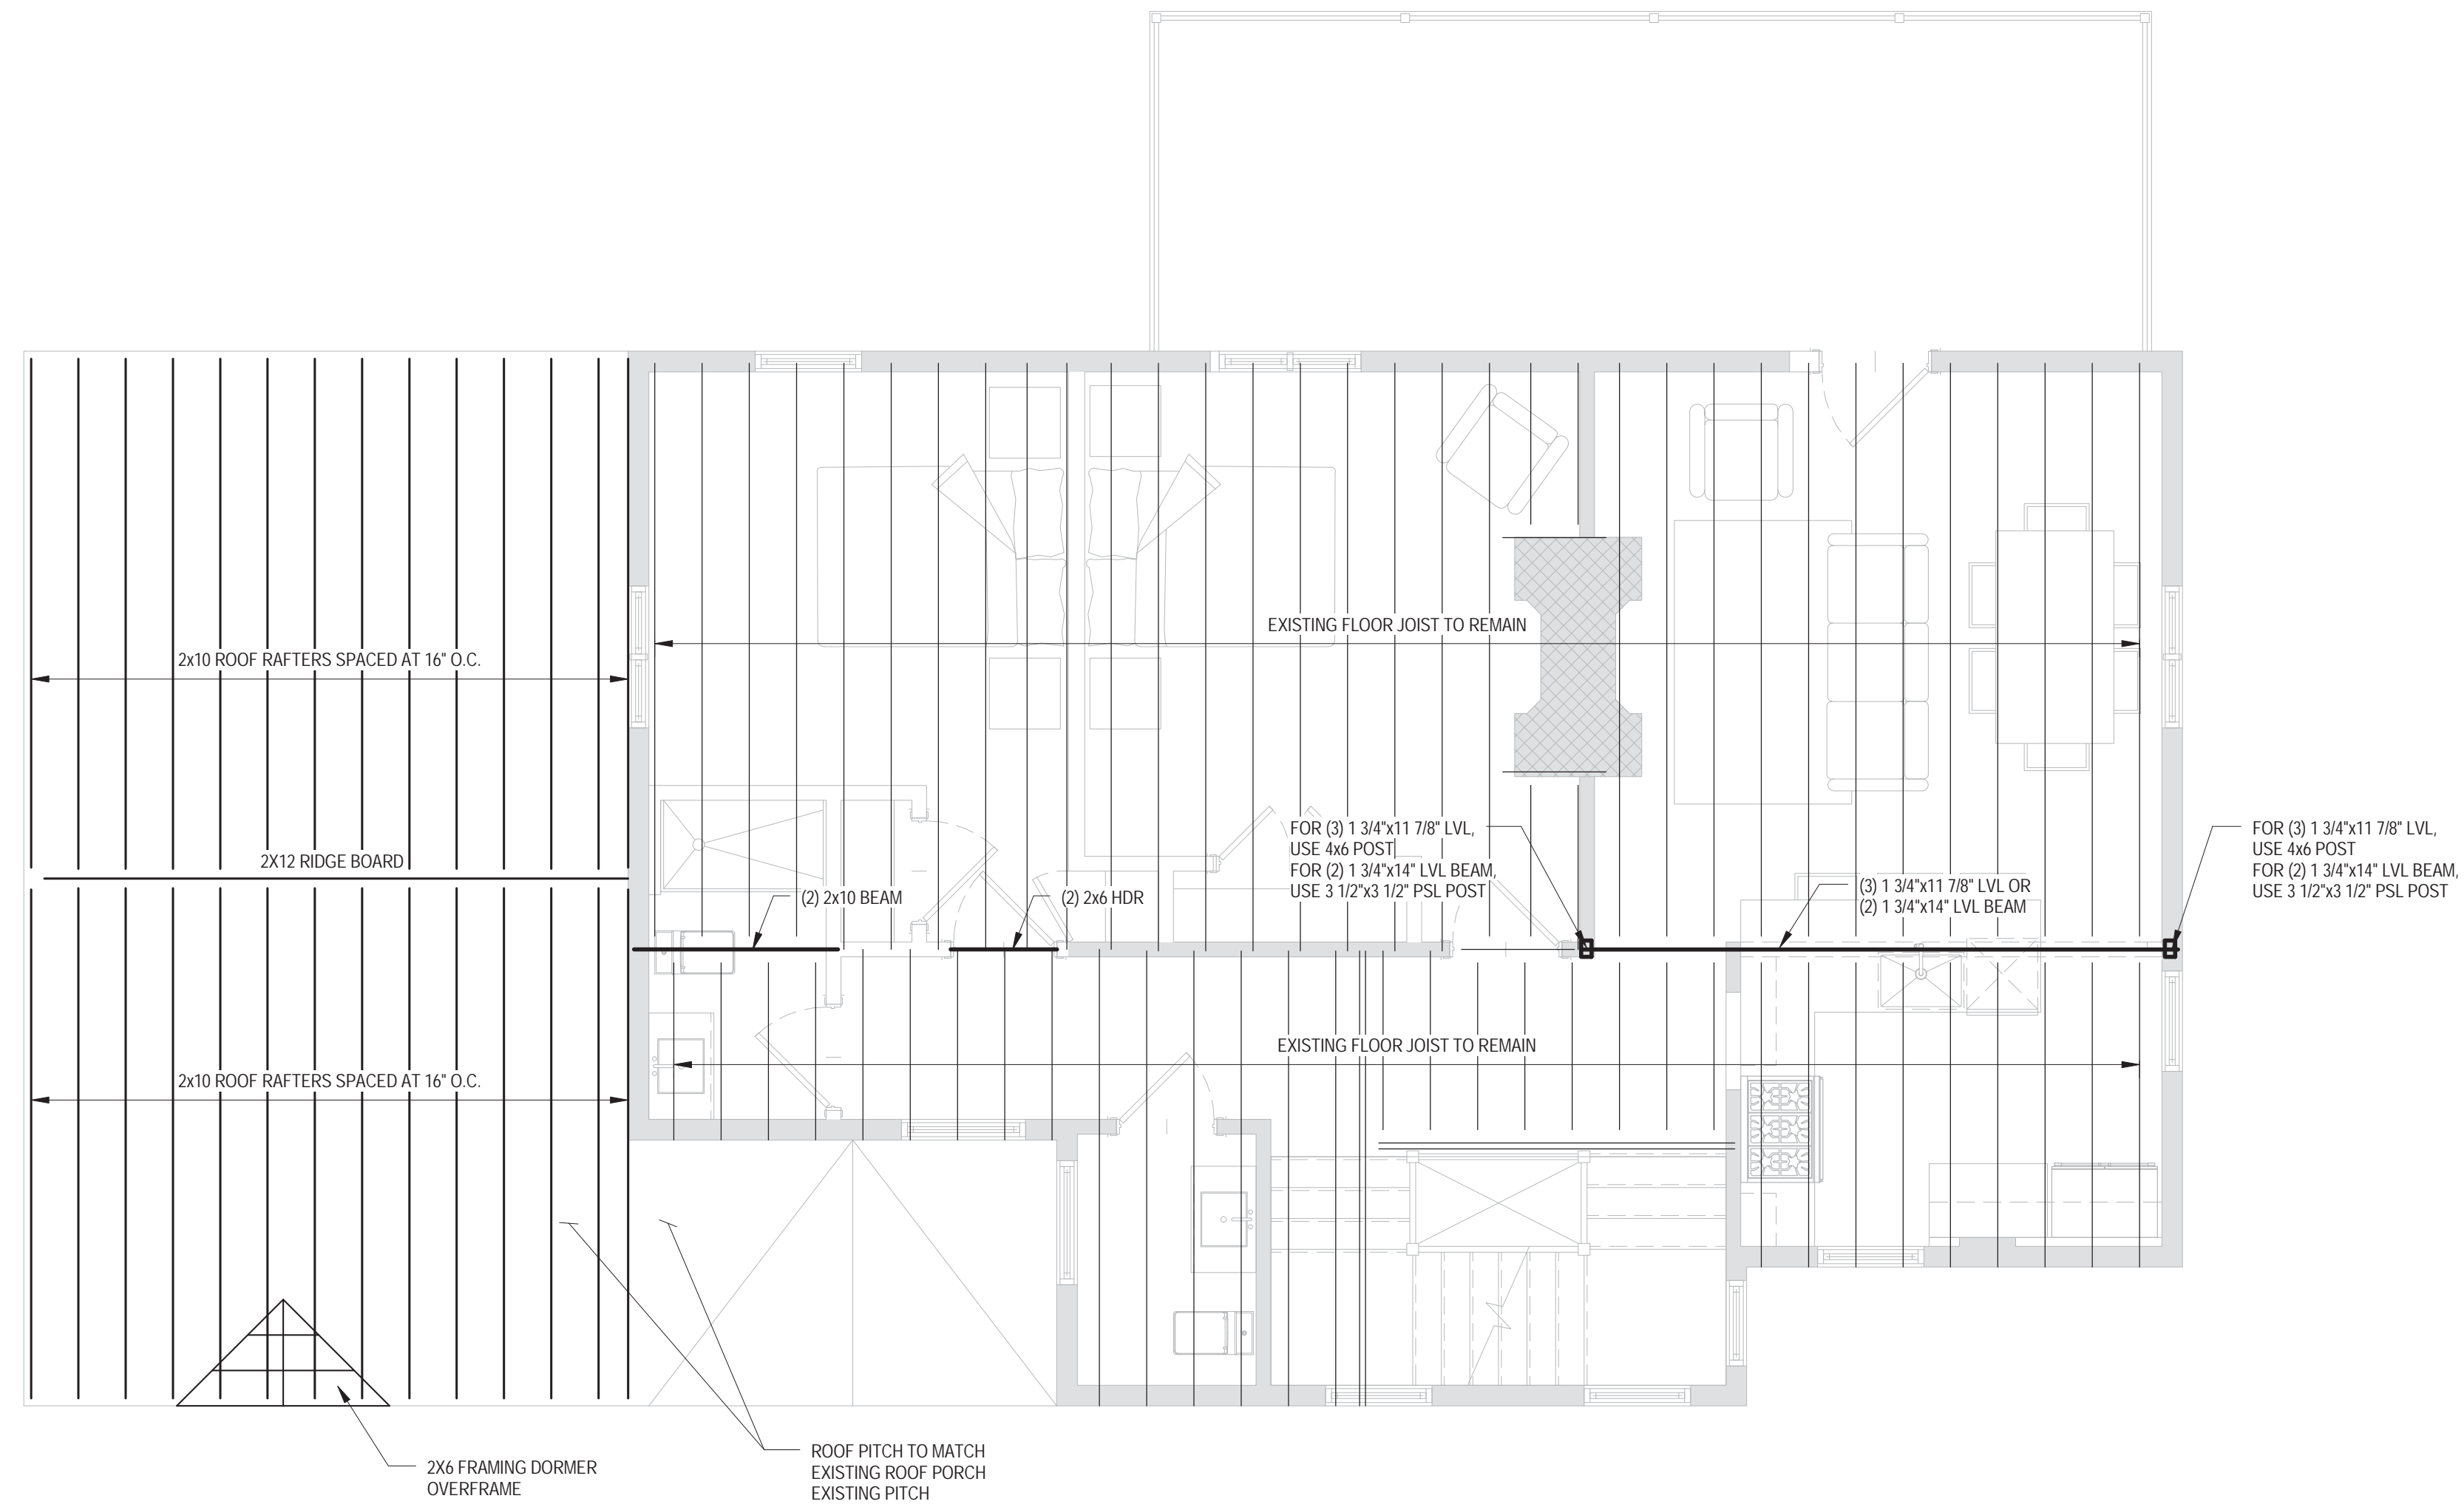 EXISTING FLOOR JOIST TO REMAIN
2x10 ROOF RAFTERS SPACED AT 16" O.C.
FOR (3) 1 3/4"x11 7/8" LVL,
USE 4x6 POST
FOR (2) 1 3/4"x14" LVL BEAM,
USE 3 1/2"x3 1/2" PSL POST
FOR (3) 1 3/4"x11 7/8" LVL,
USE 4x6 POST
FOR (2) 1 3/4"x14" LVL BEAM,
USE 3 1/2"x3 1/2" PSL POST
2X12 RIDGE BOARD
(2) 2x10 BEAM
(2) 2x6 HDR
(3) 1 3/4"x11 7/8" LVL OR
(2) 1 3/4"x14" LVL BEAM
EXISTING FLOOR JOIST TO REMAIN
2x10 ROOF RAFTERS SPACED AT 16" O.C.
2X6 FRAMING DORMER
OVERFRAME
ROOF PITCH TO MATCH
EXISTING ROOF PORCH
EXISTING PITCH